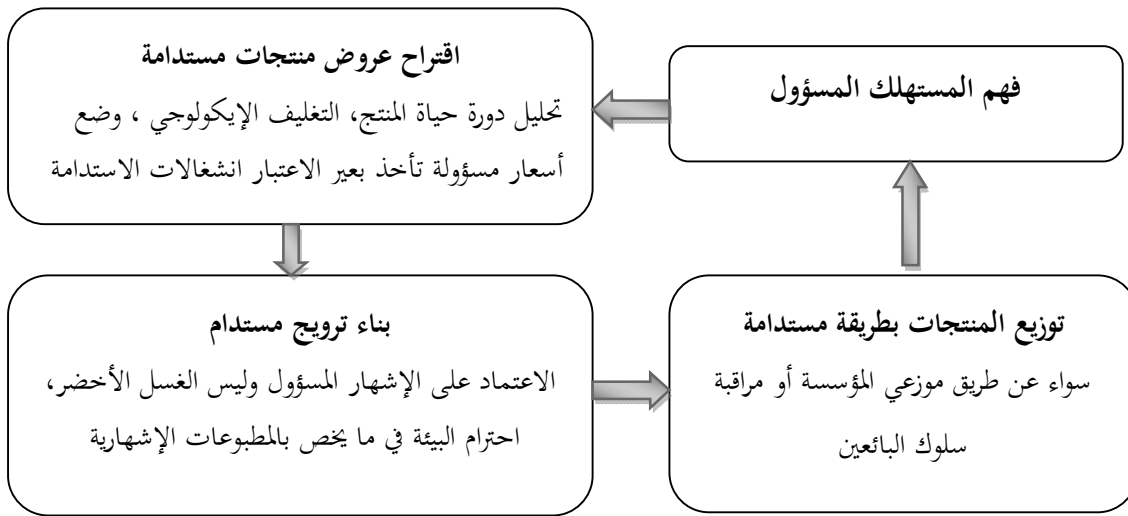 فهم المستهلك المسؤول
اقتراح عروض منتجات مستدامة
تحليل دورة حياة المنتج، التغليف الإيكولوجي ، وضع
أسعار مسؤولة تأخذ بعير الاعتبار انشغالات الاستدامة
بناء ترويج مستدام
الاعتماد على الإشهار المسؤول وليس الغسل الأخضر،
احترام البيئة في ما يخص بالمطبوعات الإشهارية
توزيع المنتجات بطريقة مستدامة
سواء عن طريق موزعي المؤسسة أو مراقبة
سلوك البائعين